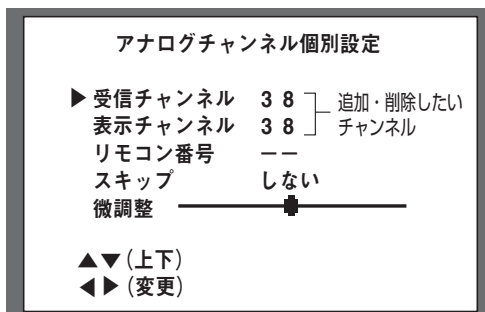 アナログチャンネル個別設定
▶受信チャンネル 38 追加・削除したい
表示チャンネル 38 チャンネル
リモコン番号 −−
スキップ しない
微調整
▲▼(上下)
◀▶(変更)